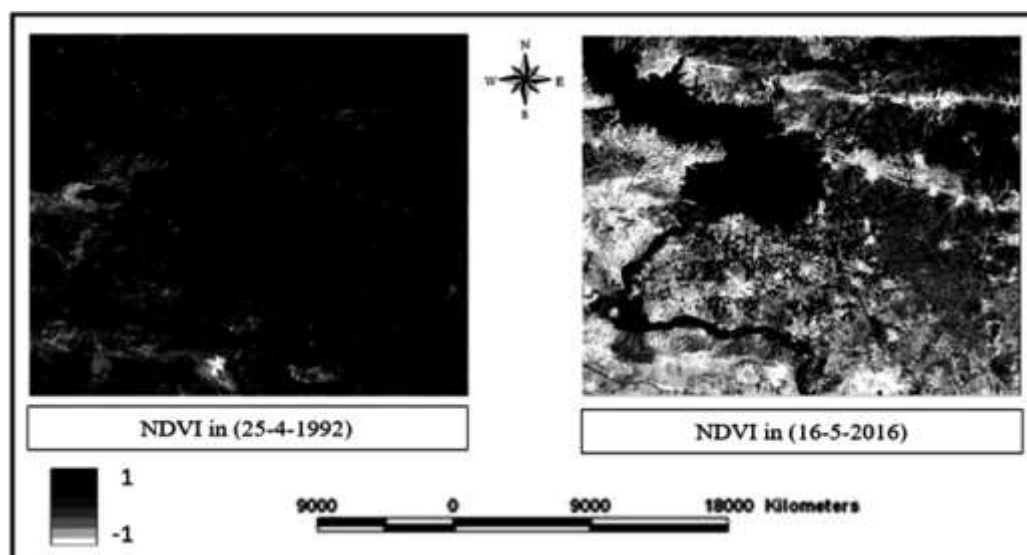 N
W E
S
NDVI in (25-4-1992)
NDVI in (16-5-2016)
1
-1
9000 0 9000 18000 Kilometers